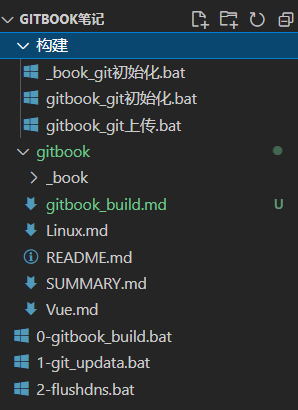 GITBOOK笔记
构建
_book_git初始化.bat
gitbook_git初始化.bat
gitbook_git上传.bat
gitbook
_book
gitbook_build.md U
Linux.md
README.md
SUMMARY.md
Vue.md
0-gitbook_build.bat
1-git_updata.bat
2-flushdns.bat